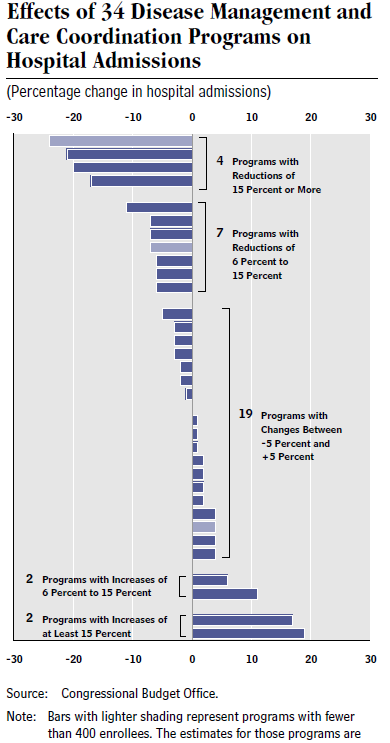 Effects of 34 Disease Management and
Care Coordination Programs on
Hospital Admissions
(Percentage change in hospital admissions)
-30 -20 -10 0 10 20 30
4 Programs with
Reductions of
15 Percent or More
7 Programs with
Reductions of
6 Percent to
15 Percent
19 Programs with
Changes Between
-5 Percent and
+5 Percent
2 Programs with Increases of
6 Percent to 15 Percent
2 Programs with Increases of
at Least 15 Percent
-30 -20 -10 0 10 20 30
Source: Congressional Budget Office.
Note: Bars with lighter shading represent programs with fewer
than 400 enrollees. The estimates for those programs are